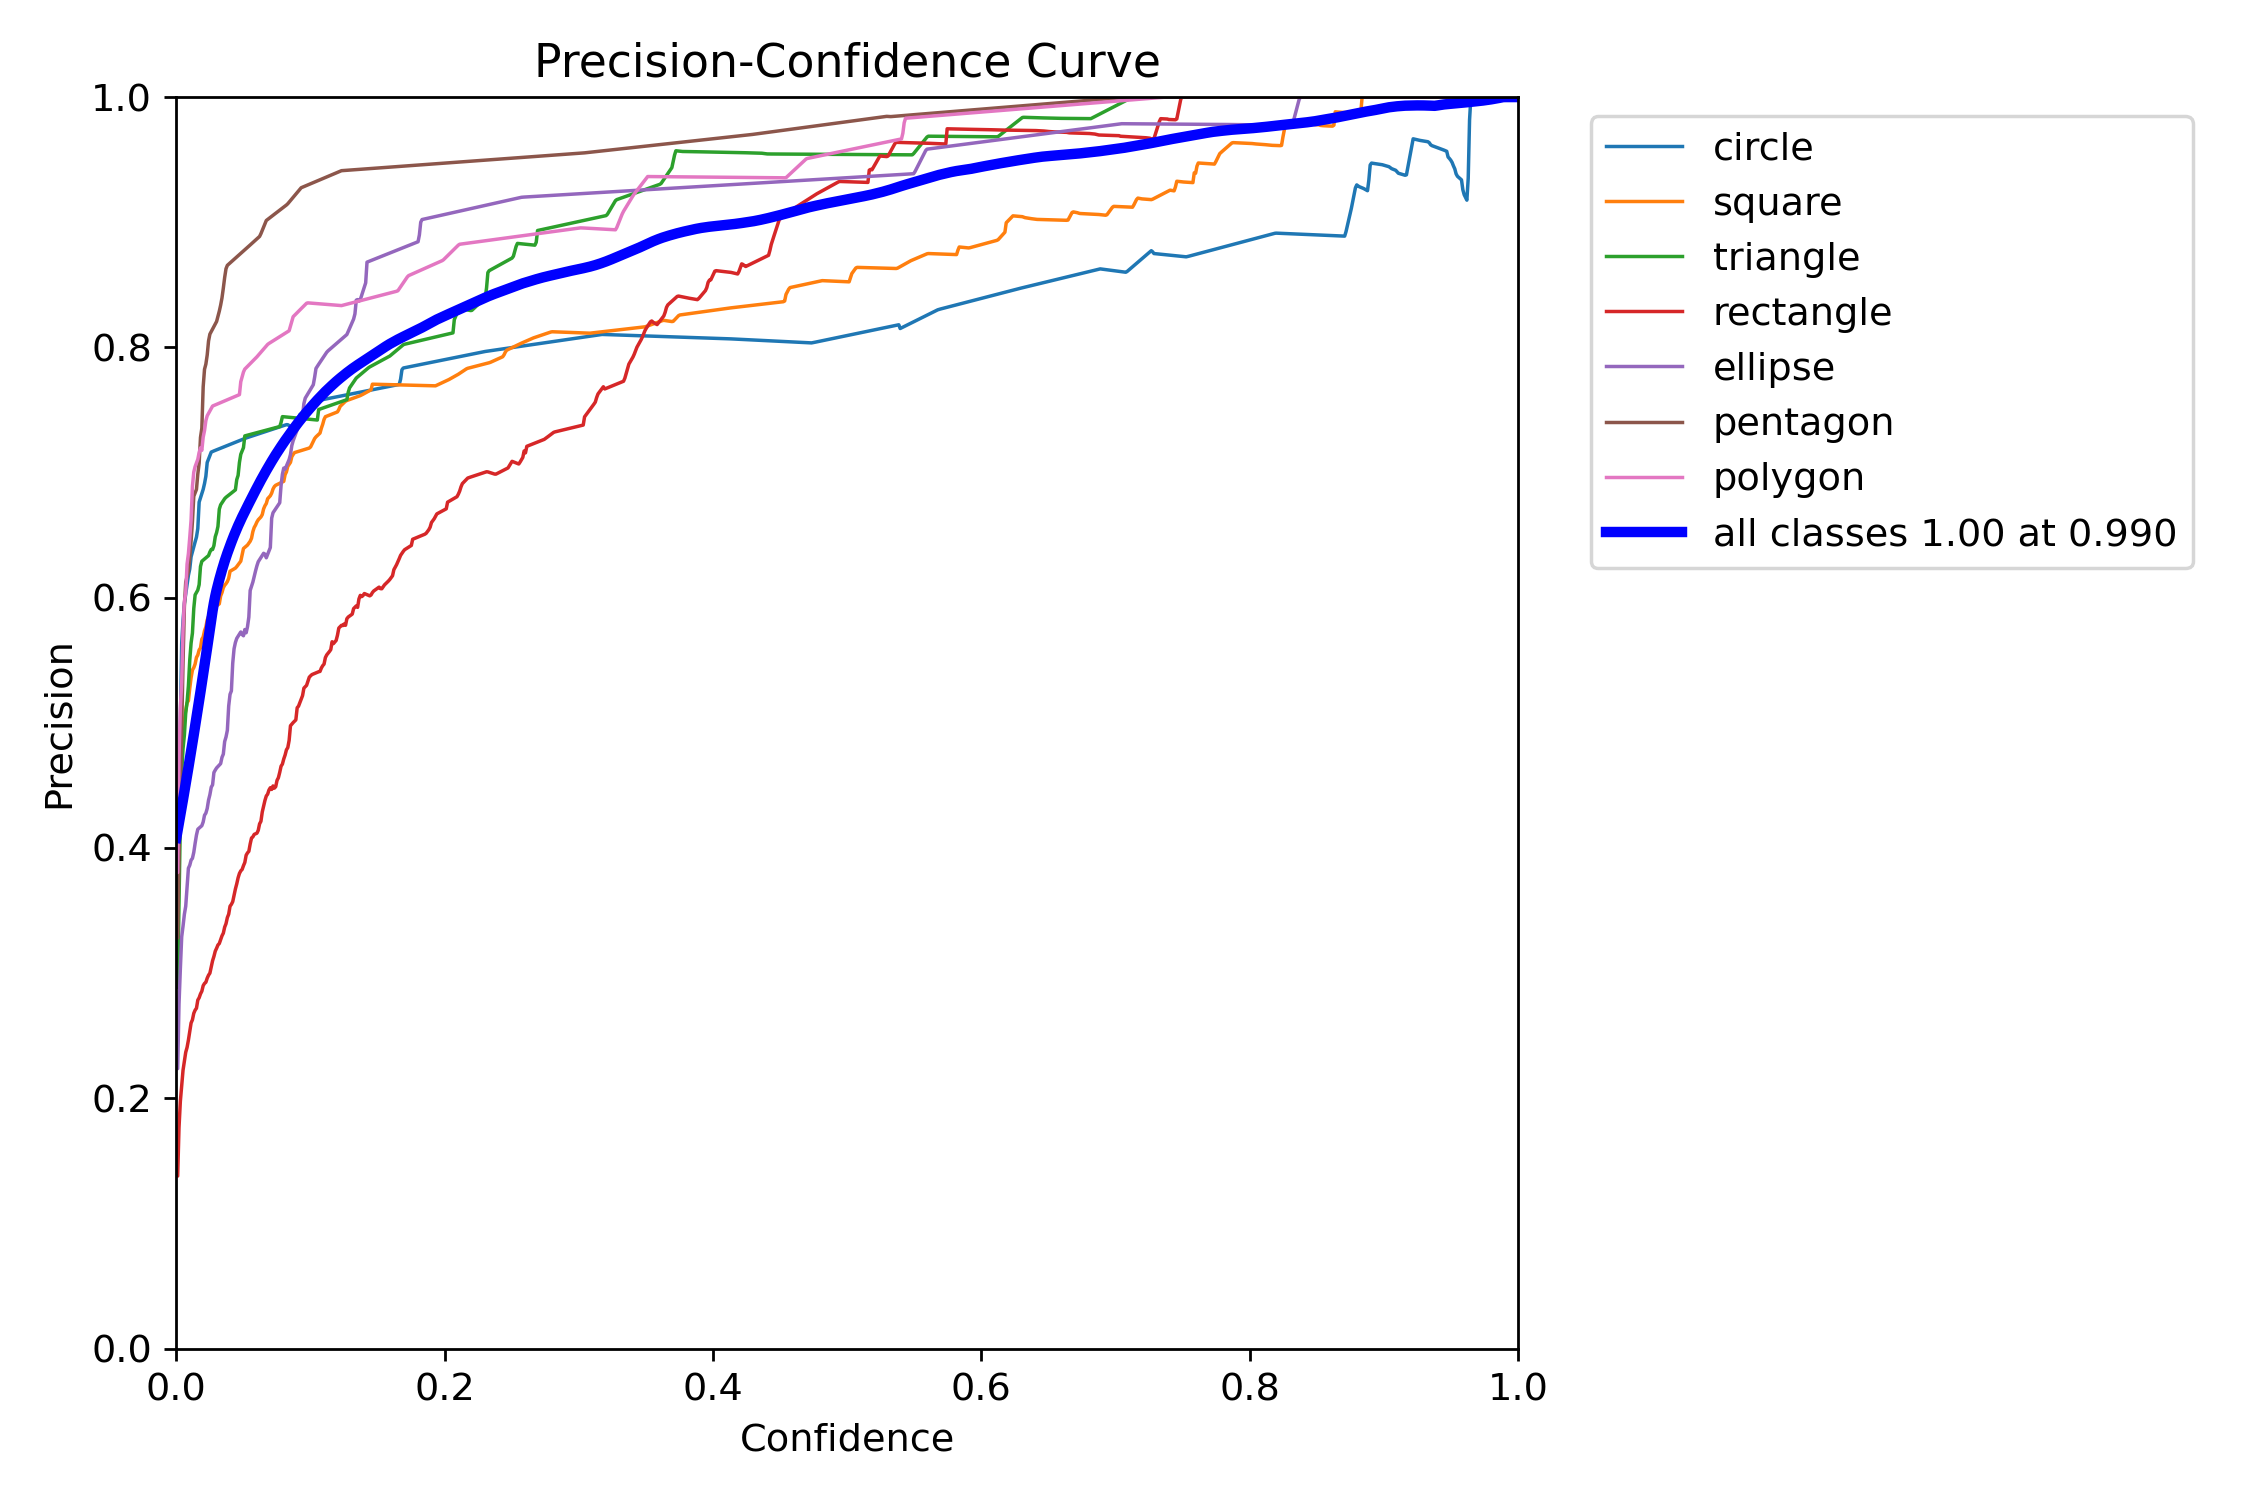 Precision-Confidence Curve
1.0
0.8
0.6
0.4
0.2
0.0
Precision
0.0 0.2 0.4 0.6 0.8 1.0
Confidence
circle
square
triangle
rectangle
ellipse
pentagon
polygon
all classes 1.00 at 0.990